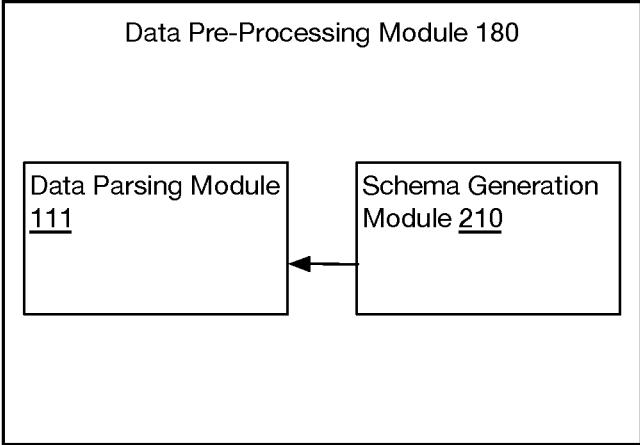 Data Pre-Processing Module 180
Data Parsing Module
111
Schema Generation
Module 210